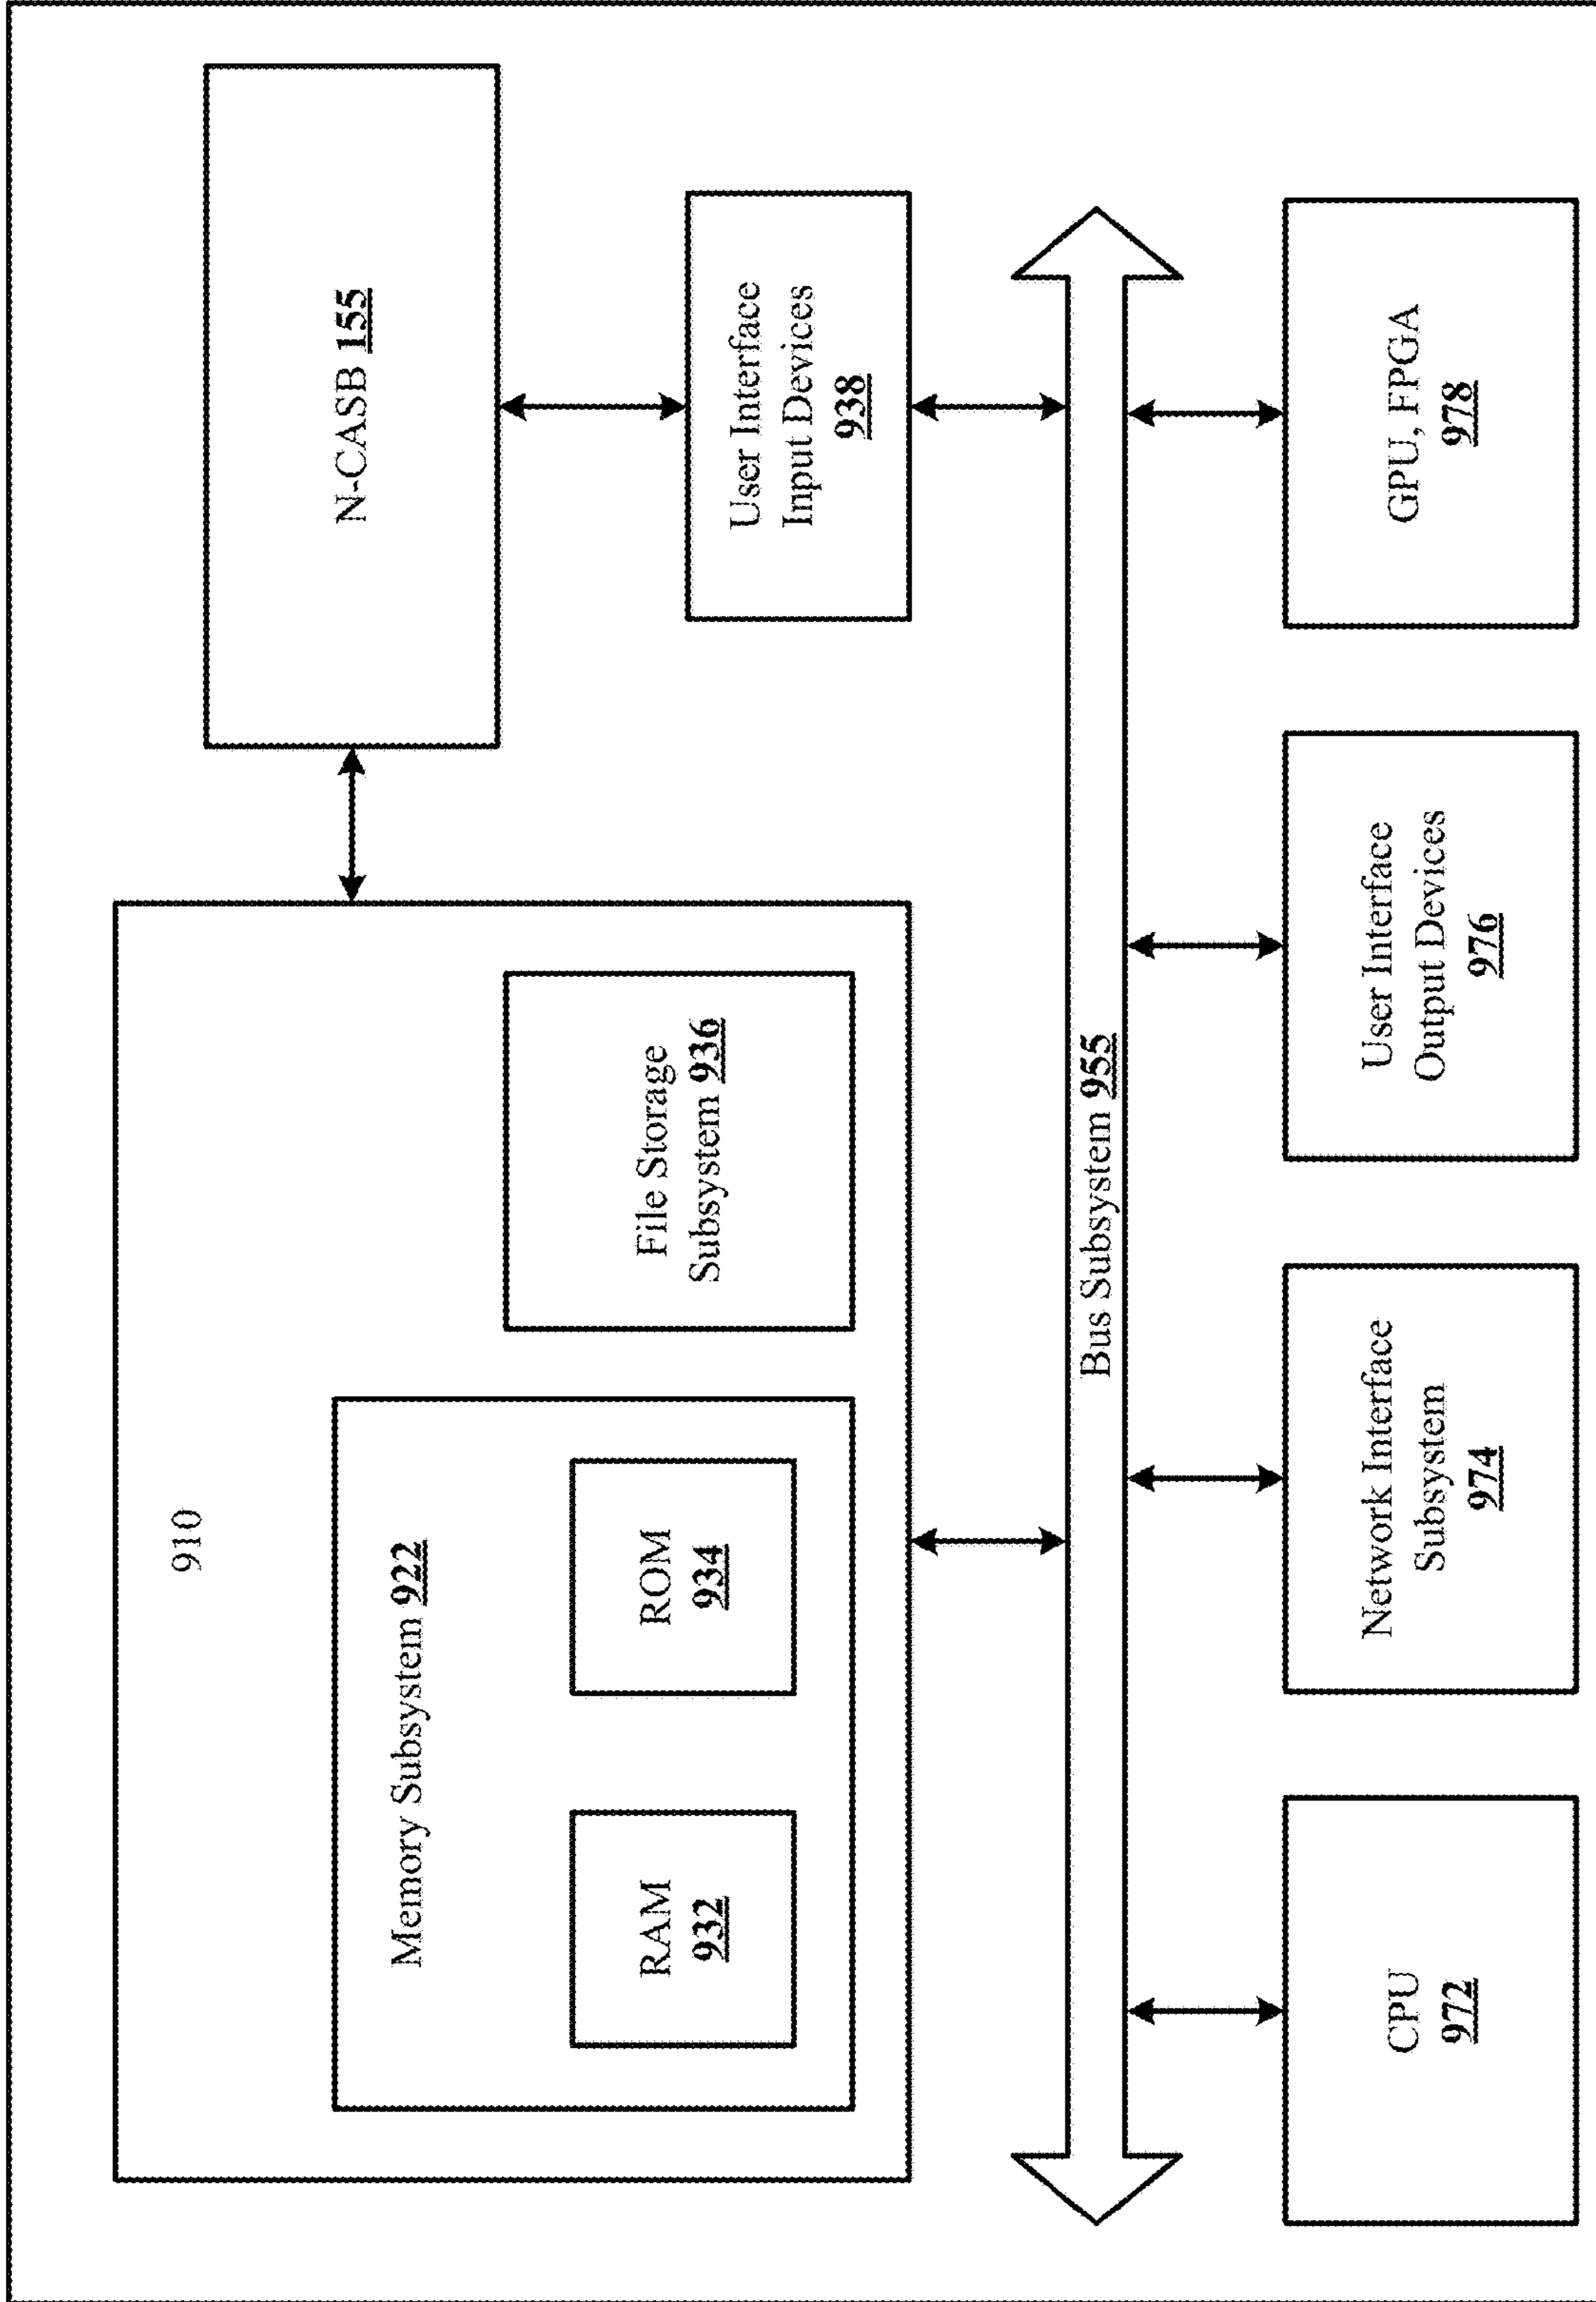 910
Memory Subsystem 922
RAM
932
ROM
934
File Storage
Subsystem 936
N-CASB 155
User Interface
Input Devices
938
Bus Subsystem 955
CPU
972
Network Interface
Subsystem
974
User Interface
Output Devices
976
GPU, FPGA
978